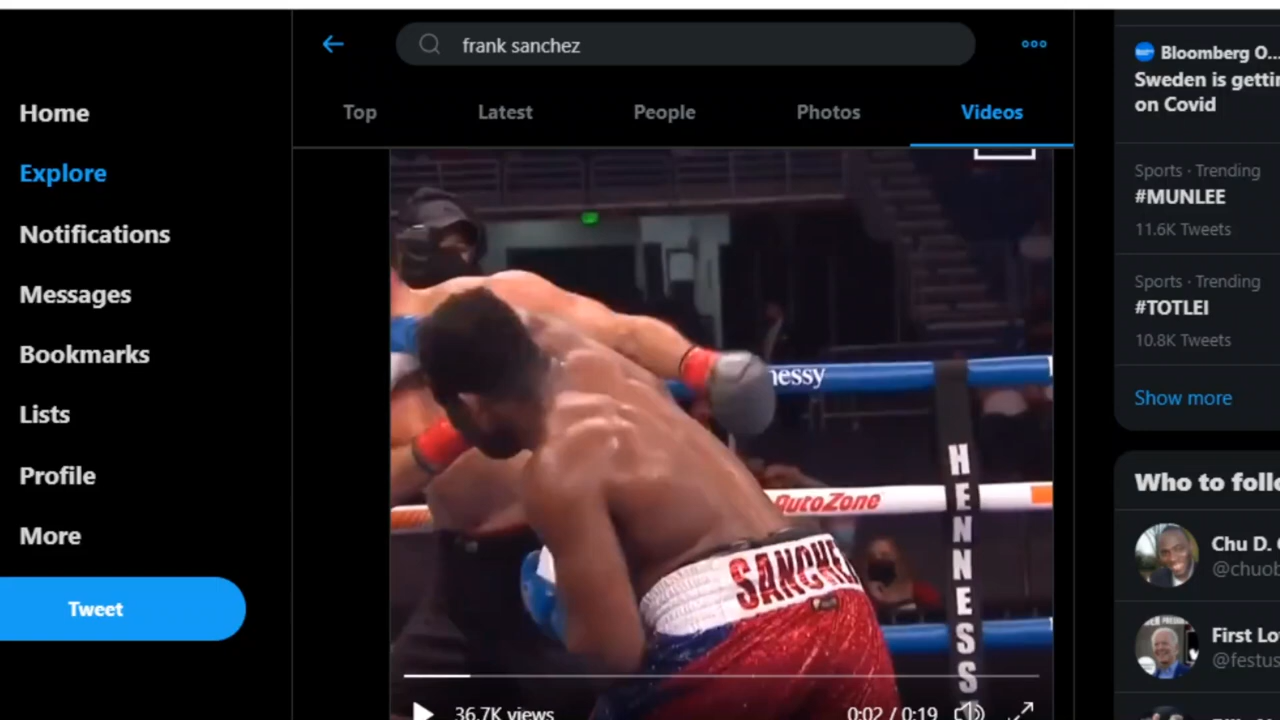 frank sanchez
Top
Latest
People
Photos
Videos
Home
Explore
Notifications
Messages
Bookmarks
Lists
Profile
More
Tweet
nessy
AutoZone
HENNESS
SANCHE
36.7K views
0:02 / 0:19
Bloomberg O...
Sweden is gettin
on Covid
Sports · Trending
#MUNLEE
11.6K Tweets
Sports · Trending
#TOTLEI
10.8K Tweets
Show more
Who to follo
Chu D.
@chuob
First Lo
@festus